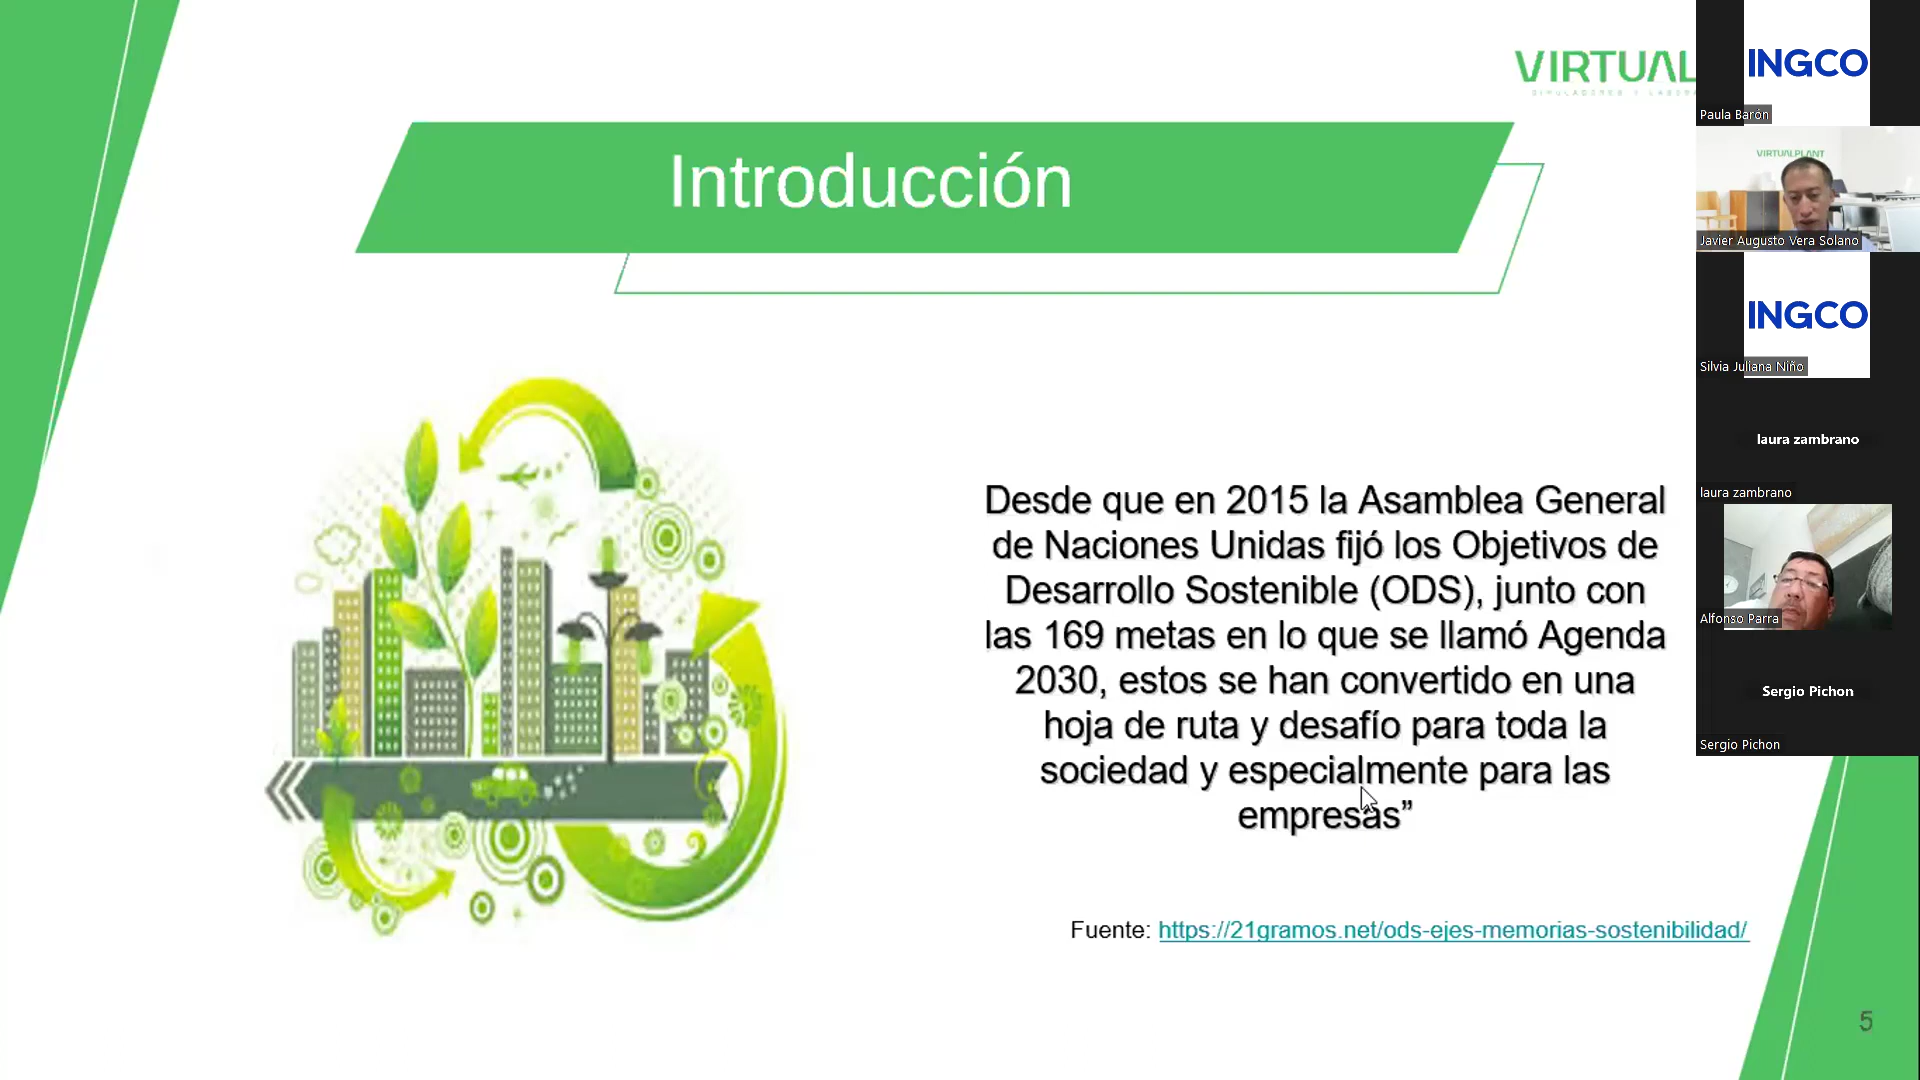 VIRTUAL
Introducción
Desde que en 2015 la Asamblea General
de Naciones Unidas fijó los Objetivos de
Desarrollo Sostenible (ODS), junto con
las 169 metas en lo que se llamó Agenda
2030, estos se han convertido en una
hoja de ruta y desafío para toda la
sociedad y especialmente para las
empresas”
Fuente: https://21gramos.net/ods-ejes-memorias-sostenibilidad/
5
INGCO
Paula Barón
VIRTUALPLANT
Javier Augusto Vera Solano
INGCO
Silvia Juliana Niño
laura zambrano
laura zambrano
Alfonso Parra
Sergio Pichon
Sergio Pichon